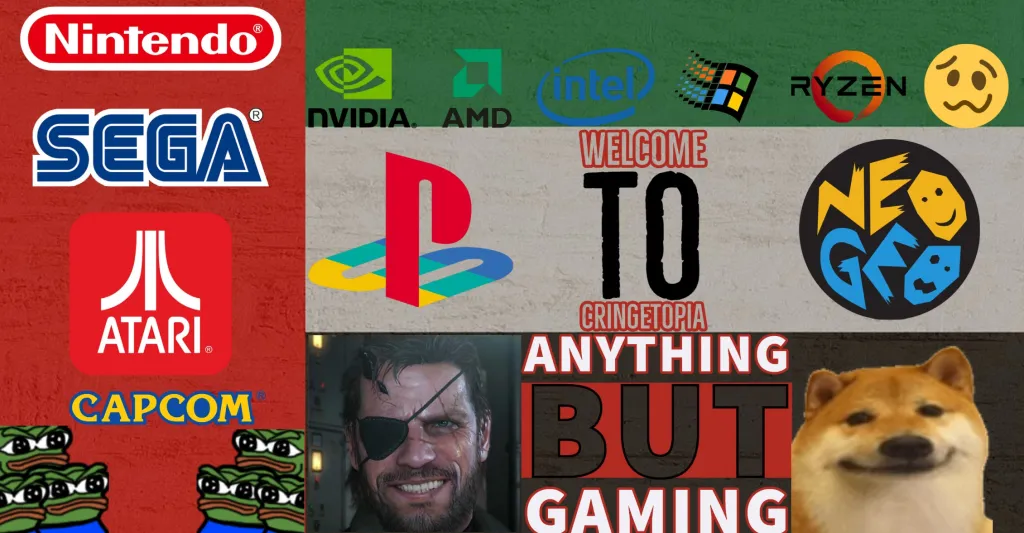 Nintendo®
SEGA®
ATARI®
CAPCOM®
NVIDIA.
AMD
intel
RYZEN
WELCOME
TO
CRINGETOPIA
NEO
GEO
ANYTHING
BUT
GAMING